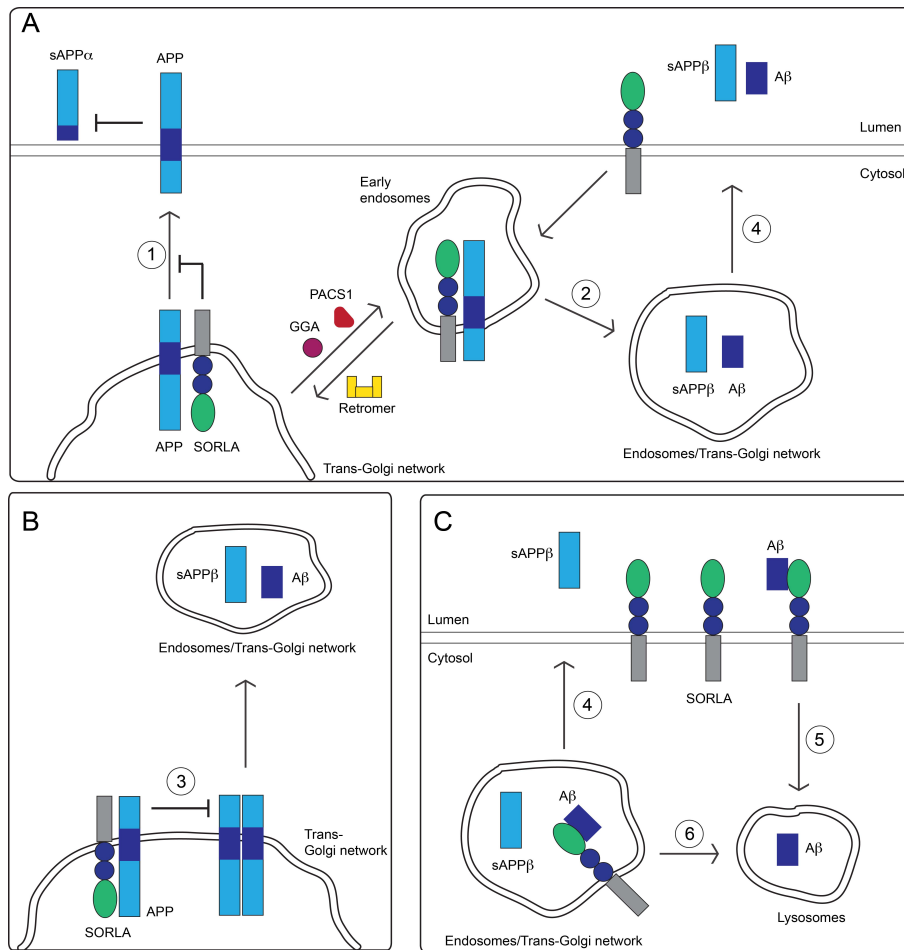 A
sAPPα
APP
sAPPβ
Aβ
Lumen
Cytosol
Early
endosomes
1
4
2
PACS1
GGA
Retromer
sAPPβ
Aβ
APP
SORLA
Trans-Golgi network
Endosomes/Trans-Golgi network
B
sAPPβ
Aβ
Endosomes/Trans-Golgi network
3
Trans-
Golgi network
APP
SORLA
C
sAPPβ
Aβ
Lumen
Cytosol
SORLA
4
5
Aβ
sAPPβ
6
Aβ
Lysosomes
Endosomes/Trans-Golgi network